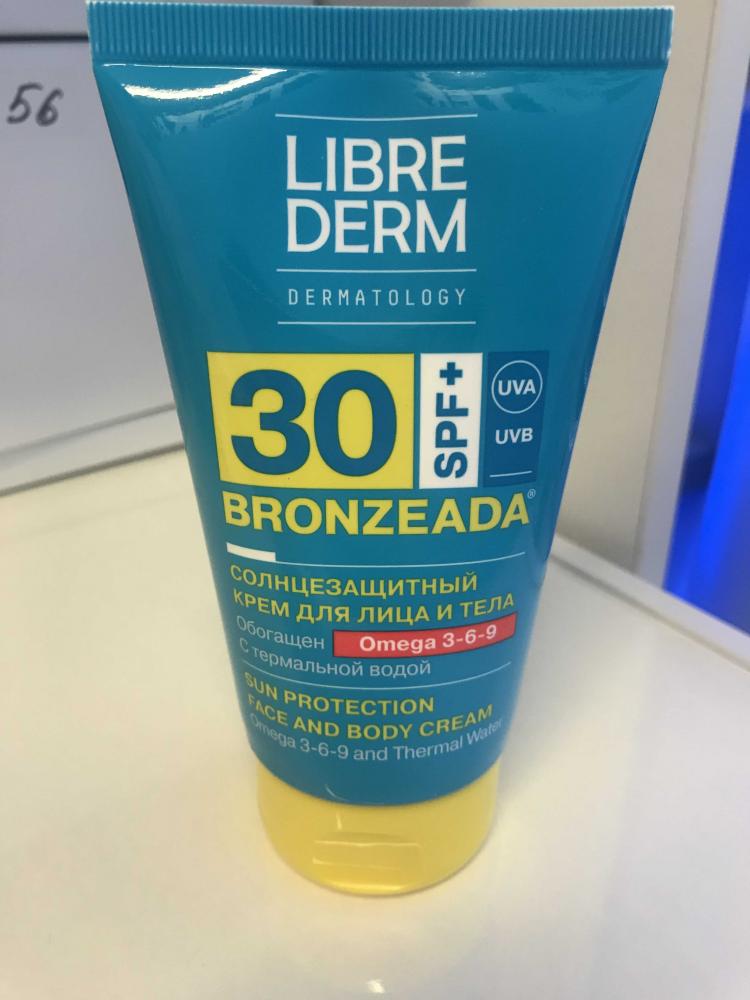 56
LIBRE
DERM
DERMATOLOGY
30
SPF+
UVA
UVB
BRONZEADA®
СОЛНЦЕЗАЩИТНЫЙ
КРЕМ ДЛЯ ЛИЦА И ТЕЛА
Обогащен Omega 3-6-9
С термальной водой
SUN PROTECTION
FACE AND BODY CREAM
Omega 3-6-9 and Thermal Water